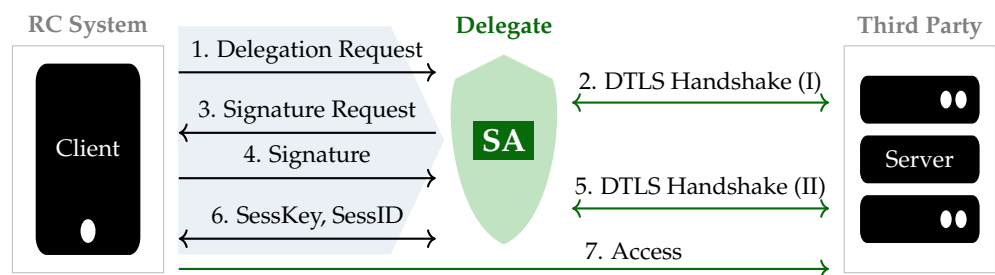 RC System
Delegate
Third Party
1. Delegation Request
2. DTLS Handshake (I)
3. Signature Request
Client
SA
Server
4. Signature
5. DTLS Handshake (II)
6. SessKey, SessID
7. Access